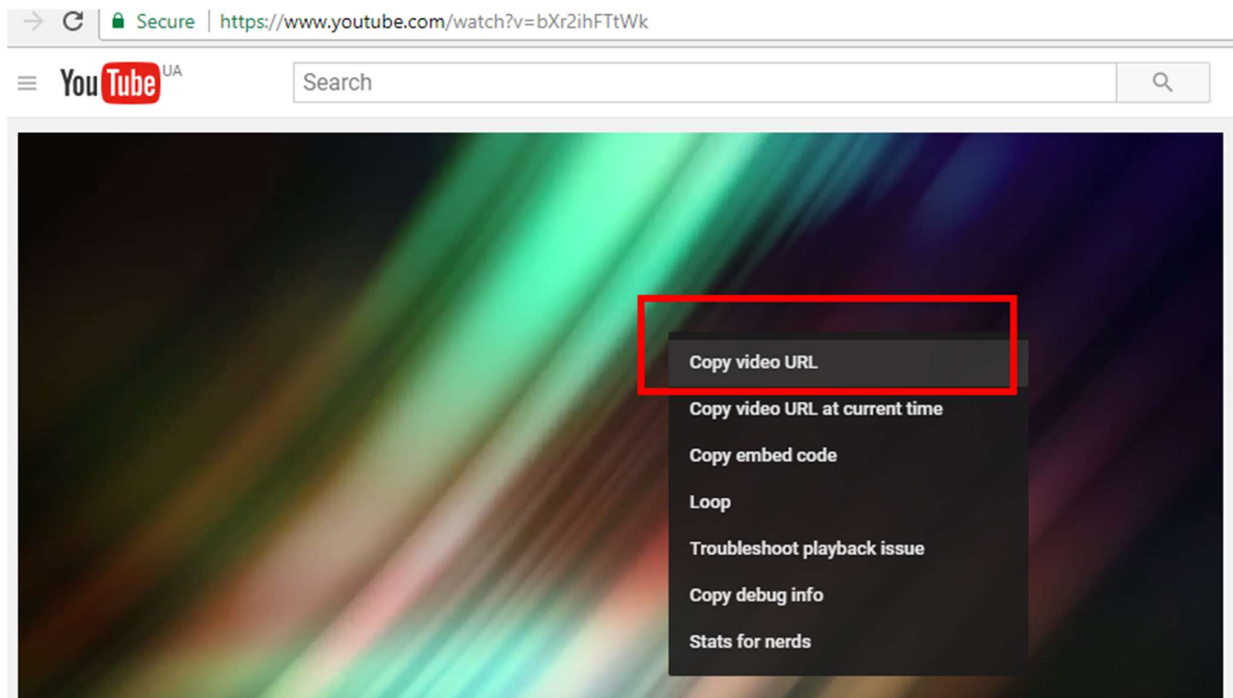 Secure | https://www.youtube.com/watch?v=bXr2ihFTtWk
YouTube UA
Search
Copy video URL
Copy video URL at current time
Copy embed code
Loop
Troubleshoot playback issue
Copy debug info
Stats for nerds